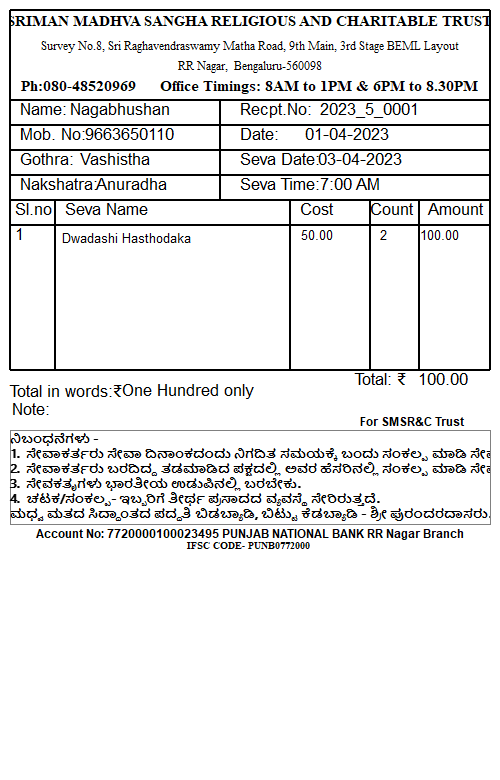 SRIMAN MADHVA SANGHA RELIGIOUS AND CHARITABLE TRUST
Survey No.8, Sri Raghavendraswamy Matha Road, 9th Main, 3rd Stage BEML Layout
RR Nagar, Bengaluru-560098
Ph:080-48520969 Office Timings: 8AM to 1PM & 6PM to 8.30PM
Name: Nagabhushan Recpt.No: 2023_5_0001
Mob. No:9663650110 Date: 01-04-2023
Gothra: Vashistha Seva Date:03-04-2023
Nakshatra:Anuradha Seva Time:7:00 AM
Sl.no Seva Name Cost Count Amount
1 Dwadashi Hasthodaka 50.00 2 100.00
Total: ₹ 100.00
Total in words:₹One Hundred only
Note:
For SMSR&C Trust
ನಿಬಂಧನೆಗಳು -
1. ಸೇವಾಕರ್ತರು ಸೇವಾ ದಿನಾಂಕದಂದು ನಿಗದಿತ ಸಮಯಕ್ಕೆ ಬಂದು ಸಂಕಲ್ಪ ಮಾಡಿ
2. ಸೇವಾಕರ್ತರು ಬರದಿದ್ದ ತಡಮಾಡಿದ ಪಕ್ಷದಲ್ಲಿ ಅವರ ಹೆಸರಿನಲ್ಲಿ ಸಂಕಲ್ಪ ಮಾಡಿ
3. ಸೇವಕತೃಗಳು ಭಾರತೀಯ ಉಡುಪಿನಲ್ಲಿ ಬರಬೇಕು.
4. ಚಟಕ/ಸಂಕಲ್ಪ- ಇಬ್ಬರಿಗೆ ತೀರ್ಥ ಪ್ರಸಾದದ ವ್ಯವಸ್ಥೆ ಸೇರಿರುತ್ತದೆ.
ಮಧ್ವ ಮತದ ಸಿದ್ಧಾಂತದ ಪದ್ಧತಿ ಬಿಡಬ್ಯಾಡಿ, ಬಿಟ್ಟು ಕೆಡಬ್ಯಾಡಿ - ಶ್ರೀ ಪುರಂದರದಾಸರು.
Account No: 7720000100023495 PUNJAB NATIONAL BANK RR Nagar Branch
IFSC CODE- PUNB0772000